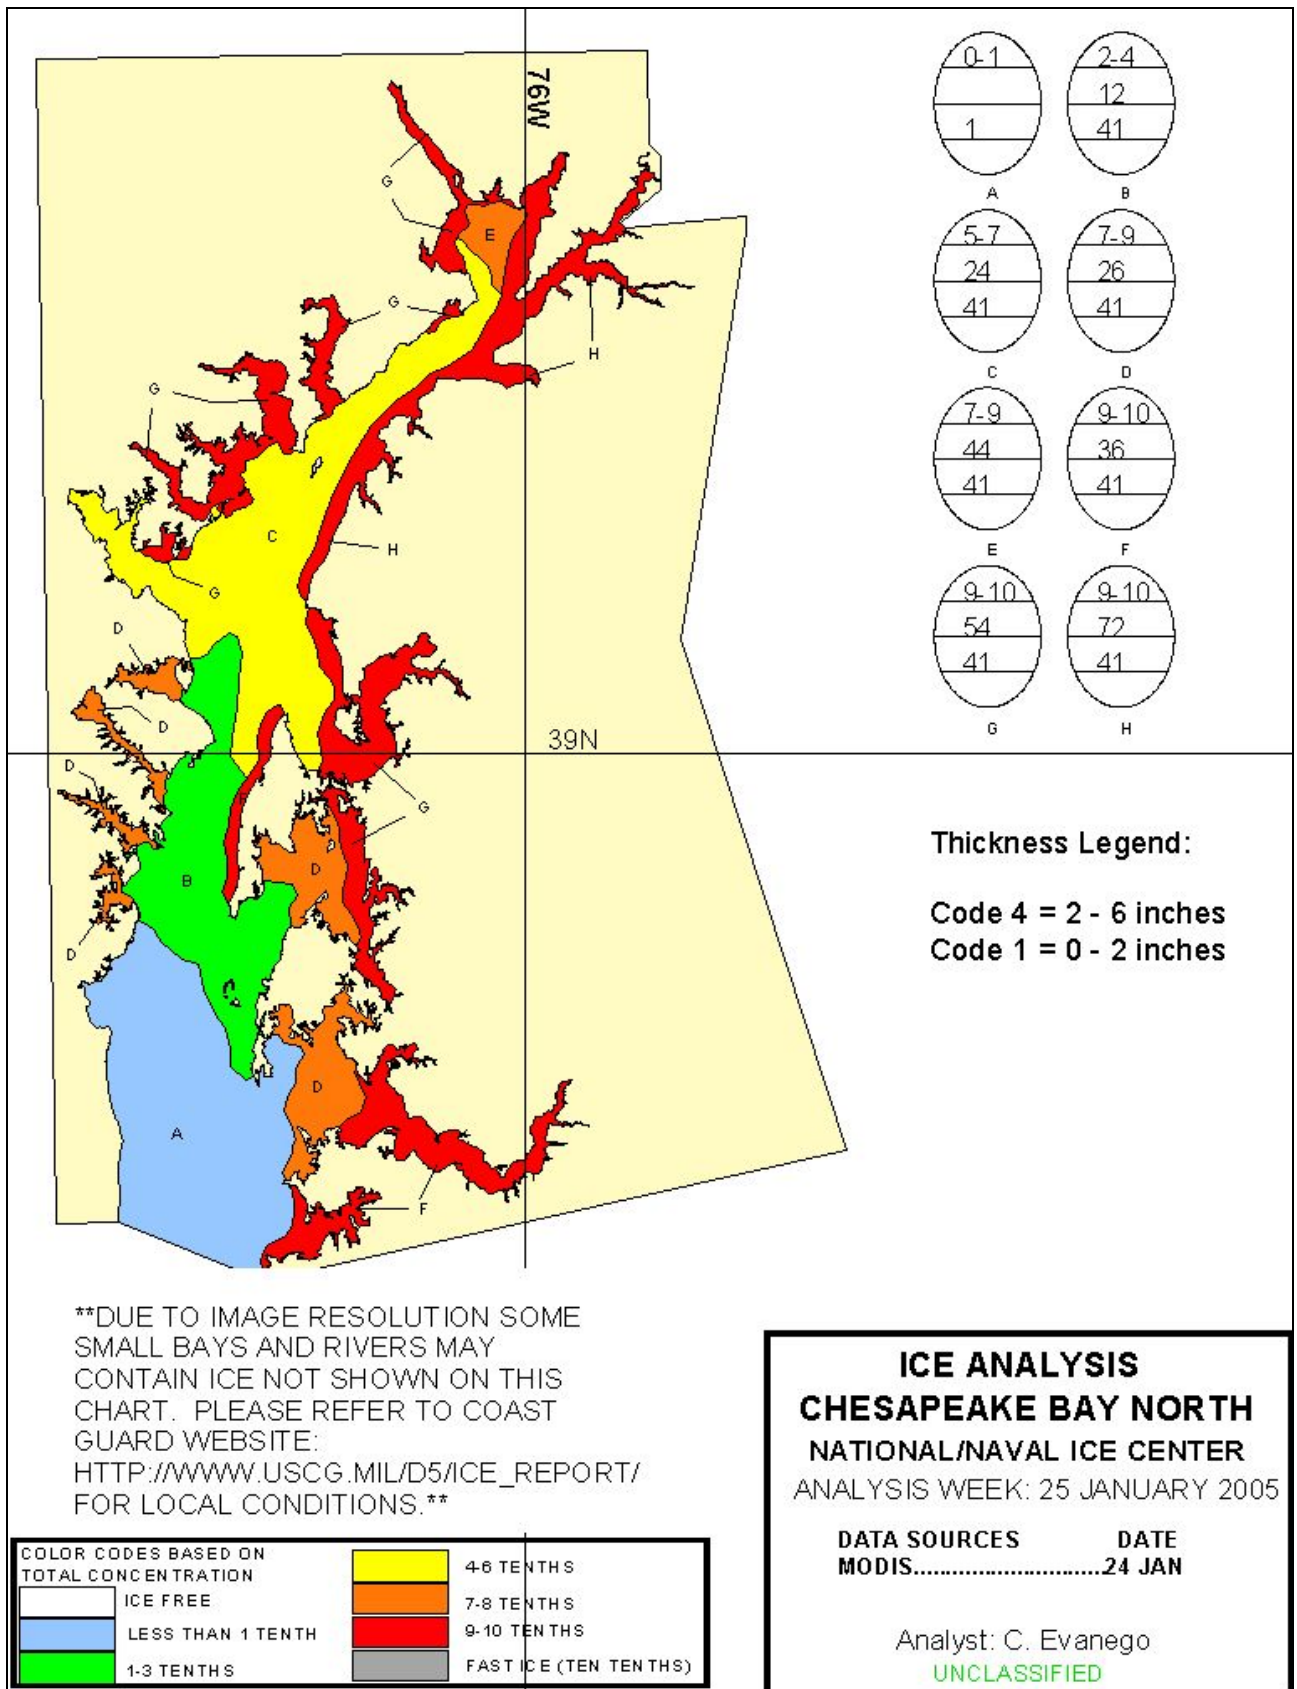 76W
0-1
1
A
2-4
12
41
B
5-7
24
41
C
7-9
26
41
D
7-9
44
41
E
9-10
36
41
F
9-10
54
41
G
9-10
72
41
H
G
E
G
H
G
C
H
G
D
D
39N
D
G
D
B
D
D
A
F
Thickness Legend:
Code 4 = 2 - 6 inches
Code 1 = 0 - 2 inches
**DUE TO IMAGE RESOLUTION SOME
SMALL BAYS AND RIVERS MAY
CONTAIN ICE NOT SHOWN ON THIS
CHART. PLEASE REFER TO COAST
GUARD WEBSITE:
HTTP://WWW.USCG.MIL/D5/ICE_REPORT/
FOR LOCAL CONDITIONS.**
COLOR CODES BASED ON
TOTAL CONCENTRATION
ICE FREE
LESS THAN 1 TENTH
1-3 TENTHS
4-6 TENTHS
7-8 TENTHS
9-10 TENTHS
FAST ICE (TEN TENTHS)
ICE ANALYSIS
CHESAPEAKE BAY NORTH
NATIONAL/NAVAL ICE CENTER
ANALYSIS WEEK: 25 JANUARY 2005
DATA SOURCES DATE
MODIS..............................24 JAN
Analyst: C. Evanego
UNCLASSIFIED